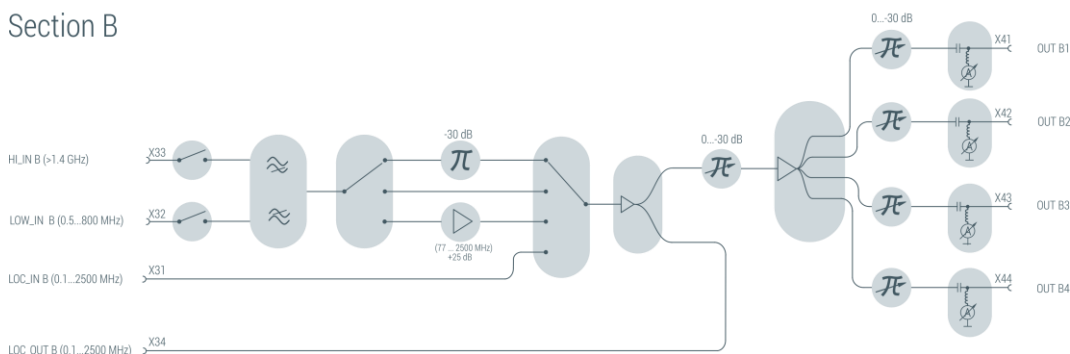 Section B
0...-30 dB
X41
OUT B1
X42
OUT B2
-30 dB
0...-30 dB
HI_IN B (>1.4 GHz)
X33
X32
LOW_IN B (0.5...800 MHz)
X43
OUT B3
(77 ... 2500 MHz)
+25 dB
X31
LOC_IN B (0.1...2500 MHz)
X44
OUT B4
X34
LOC_OUT B (0.1...2500 MHz)
π
π
π
π
π
π
A
A
A
A